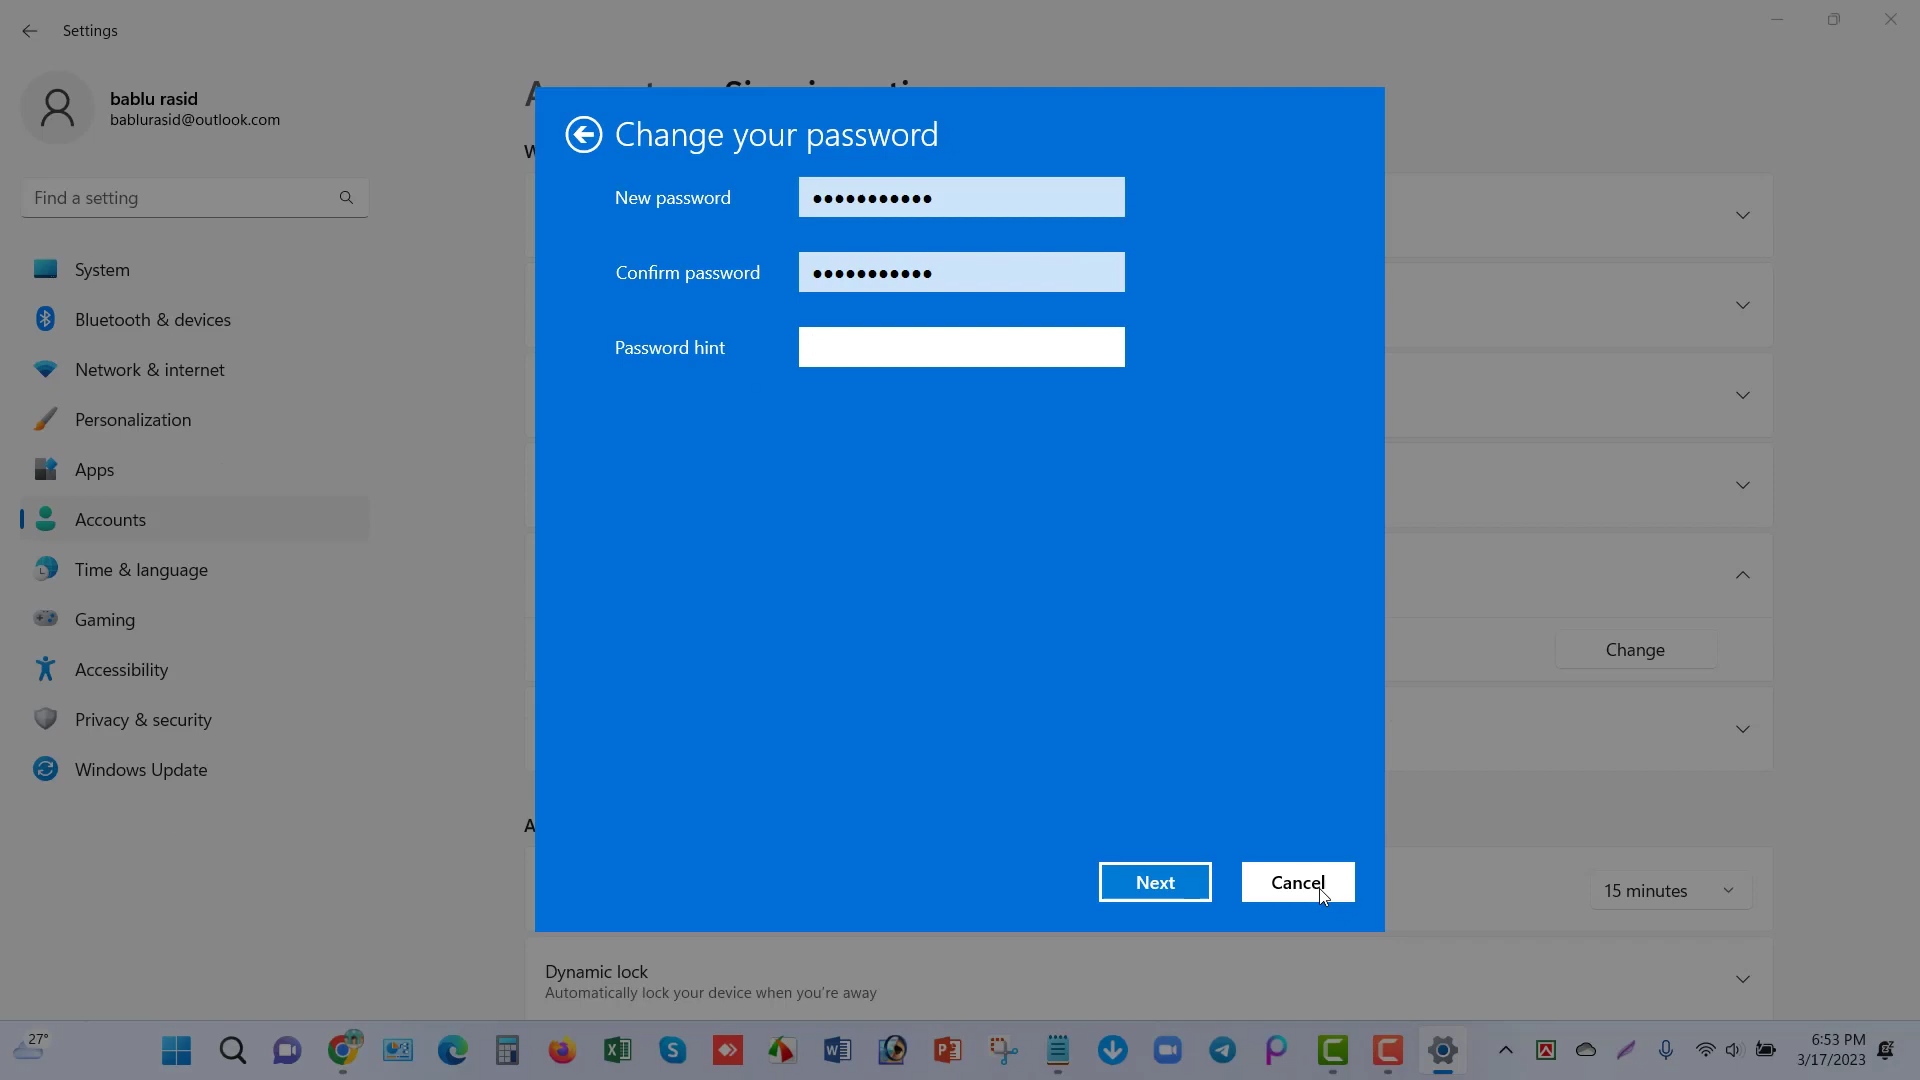 Settings
bablu rasid
bablurasid@outlook.com
Find a setting
System
Bluetooth & devices
Network & internet
Personalization
Apps
Accounts
Time & language
Gaming
Accessibility
Privacy & security
Windows Update
Change your password
New password
●●●●●●●●●●●
Confirm password
●●●●●●●●●●●
Password hint
Change
Next
Cancel
15 minutes
Dynamic lock
Automatically lock your device when you're away
27°
6:53 PM
3/17/2023